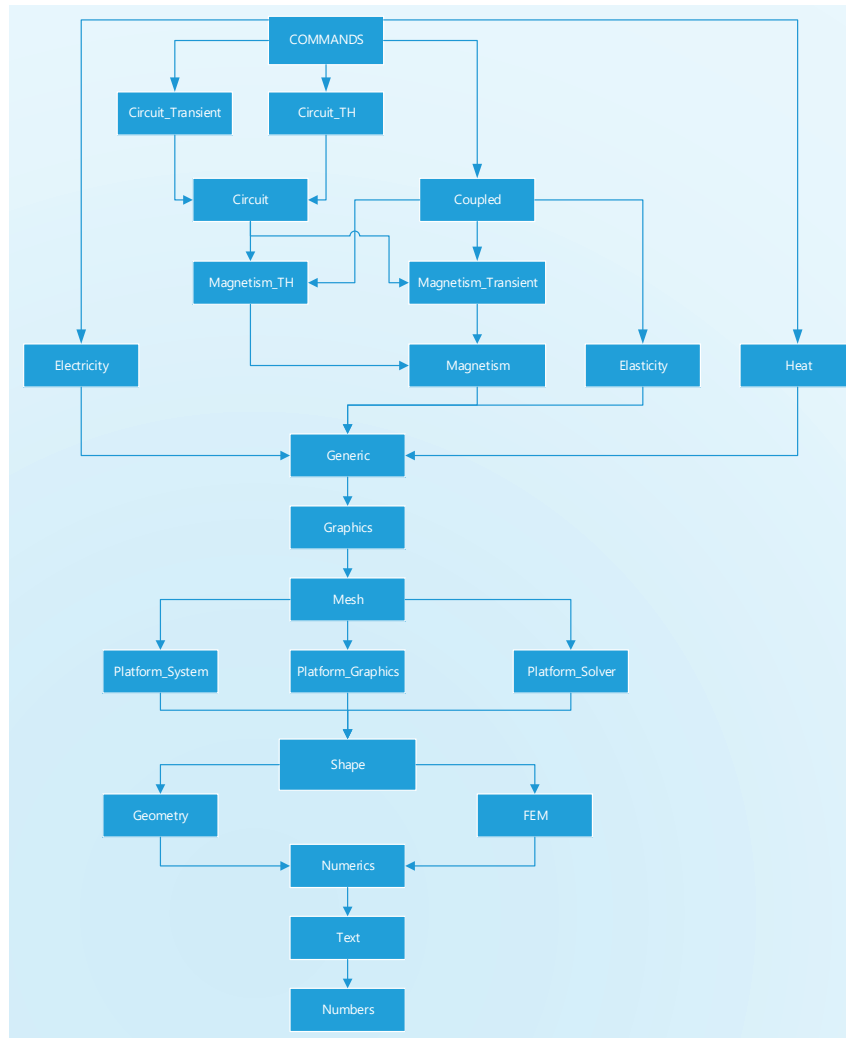 COMMANDS
Circuit_Transient
Circuit_TH
Circuit
Coupled
Magnetism_TH
Magnetism_Transient
Electricity
Magnetism
Elasticity
Heat
Generic
Graphics
Mesh
Platform_System
Platform_Graphics
Platform_Solver
Shape
Geometry
FEM
Numerics
Text
Numbers